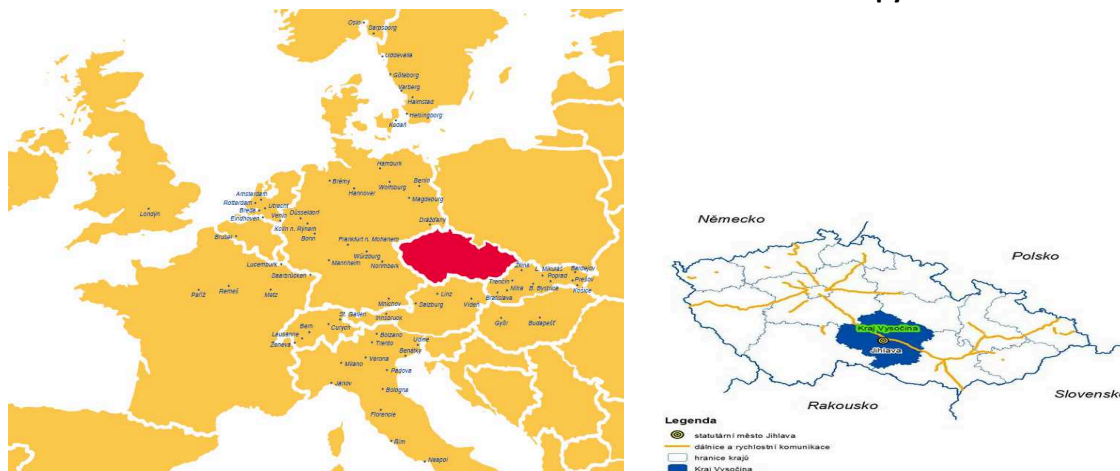 Oslo
Sarpsborg
Uddevalla
Göteborg
Varberg
Halmstad
Helsingborg
Kodaň
Hamburk
Brémy
Wolfsburg
Berlín
Hannover
Magdeburg
Amsterdam
Rotterdam
Utrecht
Breda
Venlo
Düsseldorf
Eindhoven
Kolín n. Rýnem
Bonn
Drážďany
Londýn
Brusel
Frankfurt n. Mohanem
Würzburg
Lucemburk
Mannheim
Norimberk
Saarbrücken
Paříž
Remeš
Metz
Žilina
L. Mikuláš
Bardejov
Trenčín
Poprad
Prešov
Nitra
B. Bystrica
Košice
Bratislava
Linz
Mnichov
Salzburg
Vídeň
St. Gallen
Innsbruck
Győr
Budapešť
Bern
Curych
Lausanne
Ženeva
Bolzano
Trento
Udine
Benátky
Verona
Miláno
Padova
Janov
Bologna
Florencie
Řím
Neapol
Německo
Polsko
Kraj Vysočina
Jihlava
Rakousko
Slovensko
Legenda
statutární město Jihlava
dálnice a rychlostní komunikace
hranice krajů
Kraj Vysočina